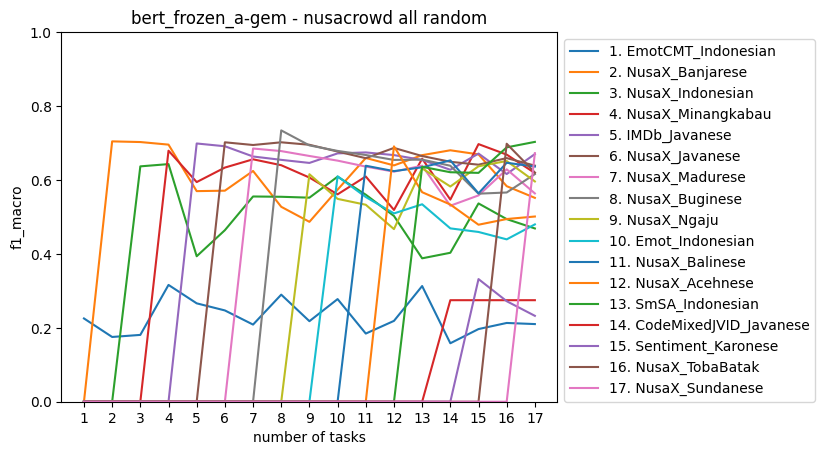 bert_frozen_a-gem - nusacrowd all random
f1_macro
1.0
0.8
0.6
0.4
0.2
0.0
1 2 3 4 5 6 7 8 9 10 11 12 13 14 15 16 17
number of tasks
1. EmotCMT_Indonesian
2. NusaX_Banjarese
3. NusaX_Indonesian
4. NusaX_Minangkabau
5. IMDb_Javanese
6. NusaX_Javanese
7. NusaX_Madurese
8. NusaX_Buginese
9. NusaX_Ngaju
10. Emot_Indonesian
11. NusaX_Balinese
12. NusaX_Acehnese
13. SmSA_Indonesian
14. CodeMixedJVID_Javanese
15. Sentiment_Karonese
16. NusaX_TobaBatak
17. NusaX_Sundanese